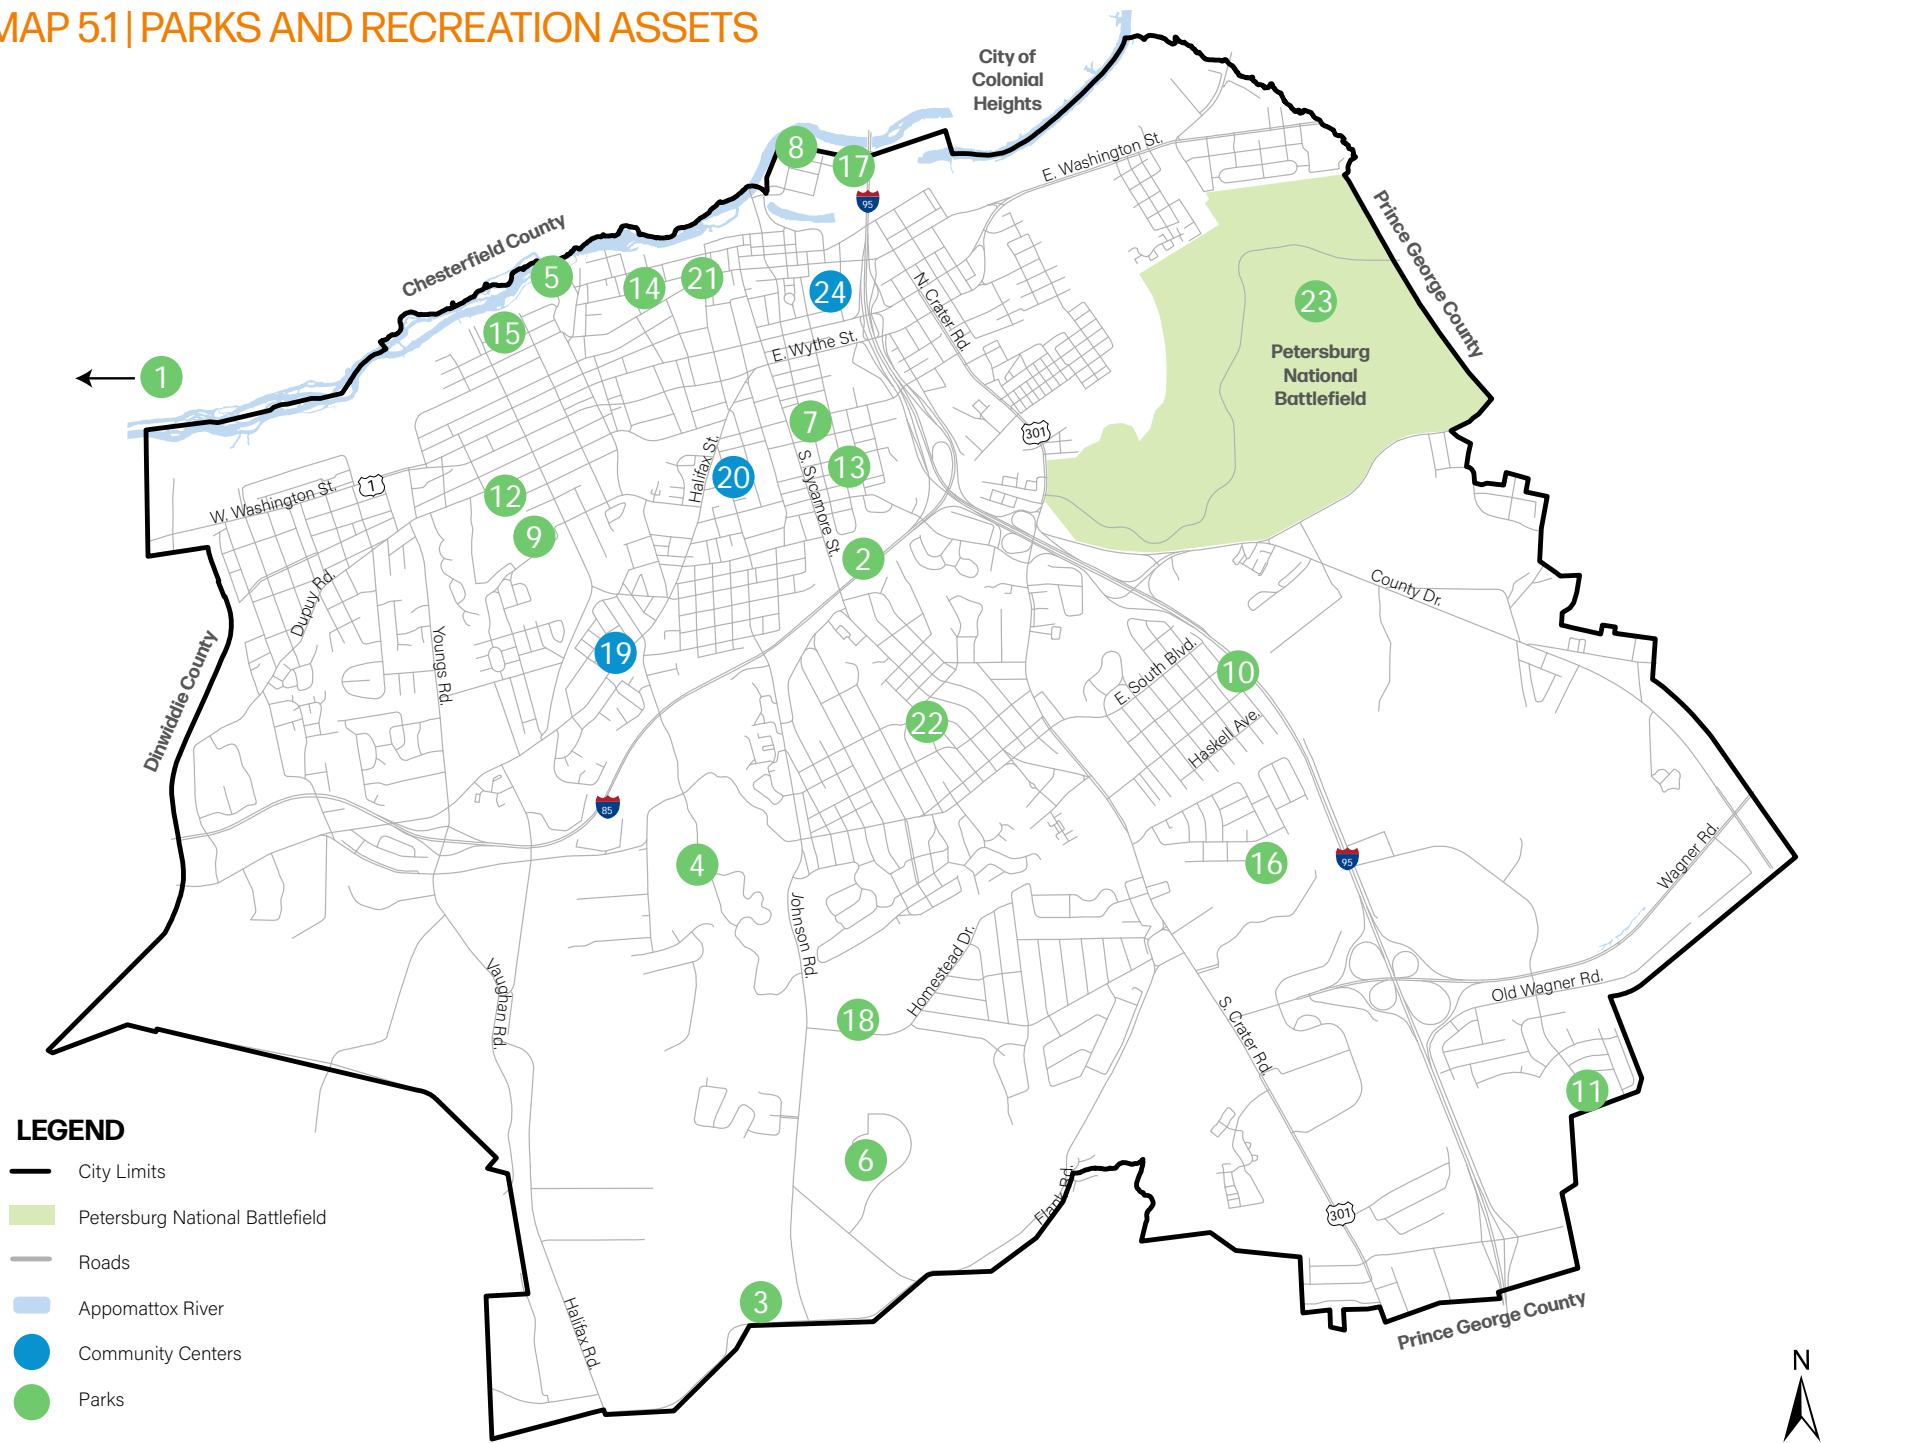 MAP 5.1 | PARKS AND RECREATION ASSETS
City of
Colonial
Heights
8
17
95
E. Washington St.
Prince George County
Chesterfield County
5
14
21
24
N. Crater Rd.
23
15
E. Wythe St.
Petersburg
National
Battlefield
1
7
301
Halifax St.
S. Sycamore St.
13
20
W. Washington St.
1
12
9
2
County Dr.
Dupuy Rd.
Youngs Rd.
19
E. South Blvd.
10
Dinwiddie County
22
Haskell Ave.
85
4
16
95
Wagner Rd.
Johnson Rd.
Homestead Dr.
Vaughan Rd.
Old Wagner Rd.
18
S. Crater Rd.
11
6
Flank Rd.
301
3
Halifax Rd.
Prince George County
LEGEND
City Limits
Petersburg National Battlefield
Roads
Appomattox River
Community Centers
Parks
N